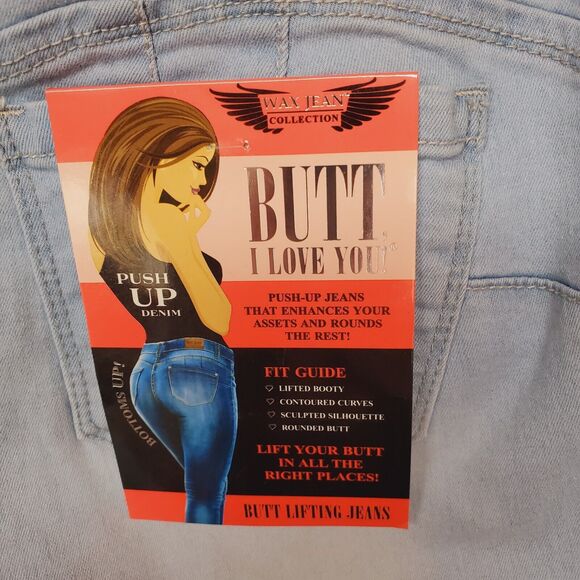 WAX JEAN™
COLLECTION
BUTT,
I LOVE YOU!®
PUSH
UP
DENIM
PUSH-UP JEANS
THAT ENHANCES YOUR
ASSETS AND ROUNDS
THE REST!
BOTTOMS UP!
FIT GUIDE
LIFTED BOOTY
CONTOURED CURVES
SCULPTED SILHOUETTE
ROUNDED BUTT
LIFT YOUR BUTT
IN ALL THE
RIGHT PLACES!
BUTT LIFTING JEANS